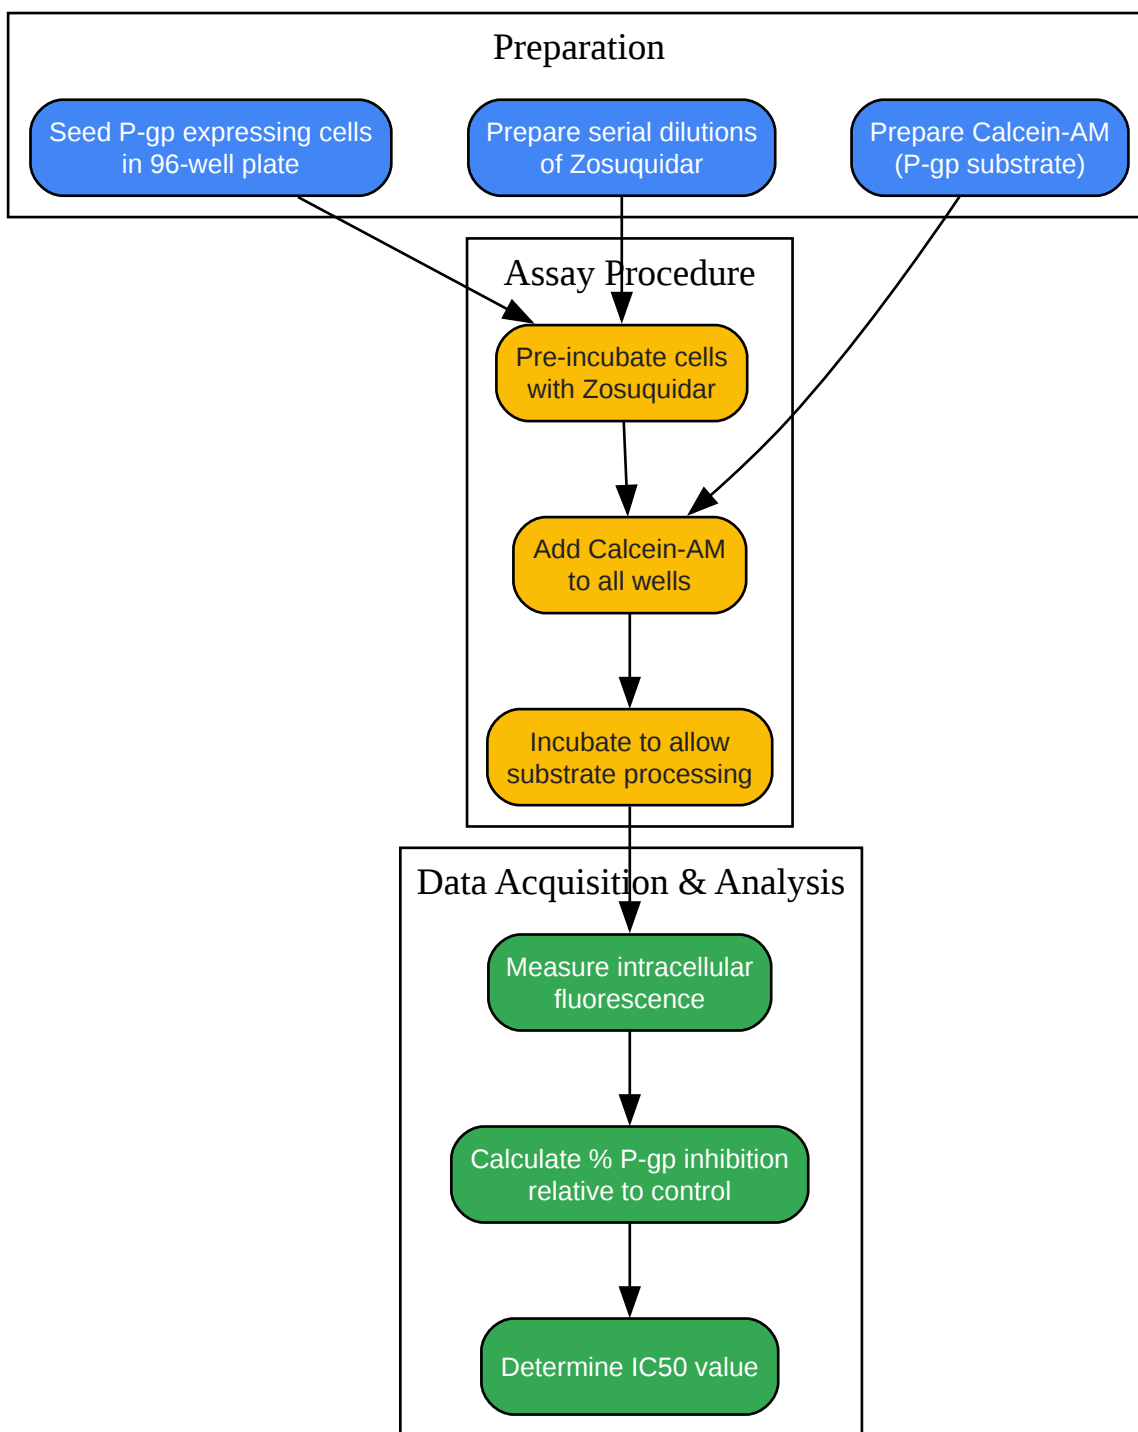 Preparation
Seed P-gp expressing cells
in 96-well plate
Prepare serial dilutions
of Zosuquidar
Prepare Calcein-AM
(P-gp substrate)
Assay Procedure
Pre-incubate cells
with Zosuquidar
Add Calcein-AM
to all wells
Incubate to allow
substrate processing
Data Acquisition & Analysis
Measure intracellular
fluorescence
Calculate % P-gp inhibition
relative to control
Determine IC50 value